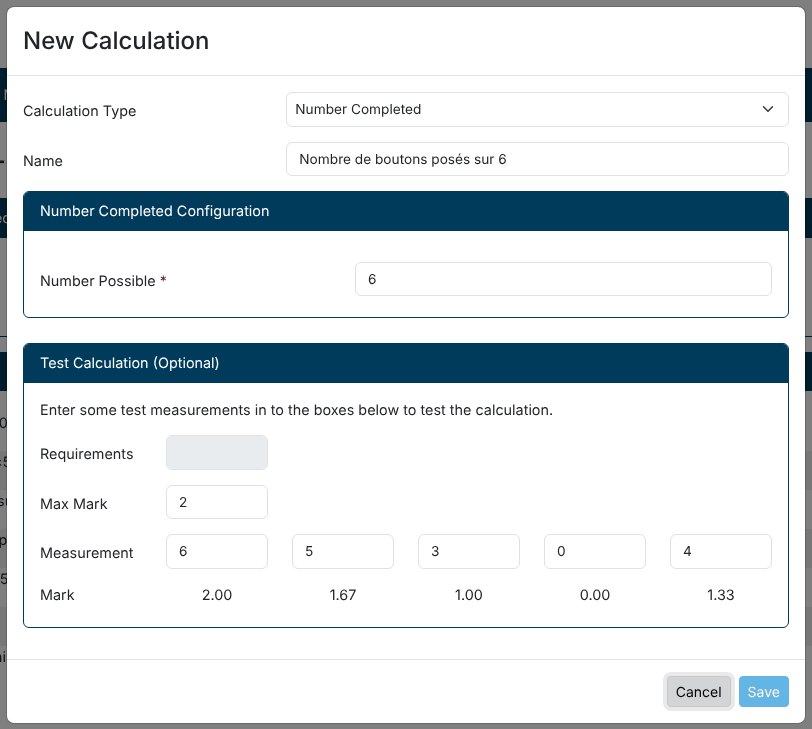 New Calculation
Calculation Type
Number Completed
Name
Nombre de boutons posés sur 6
Number Completed Configuration
Number Possible *
6
Test Calculation (Optional)
Enter some test measurements in to the boxes below to test the calculation.
Requirements
Max Mark
2
Measurement
6 5 3 0 4
Mark
2.00 1.67 1.00 0.00 1.33
Cancel Save